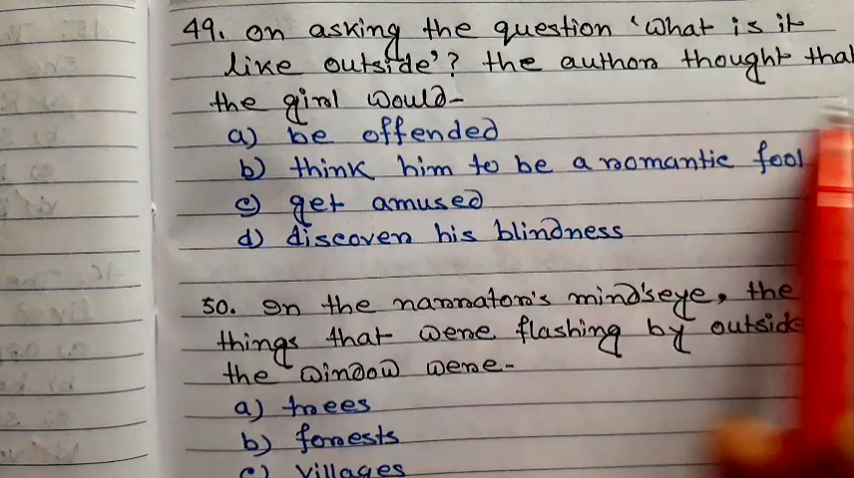 49. On asking the question 'What is it
like outside'? the author thought that
the girl would-
a) be offended
b) think him to be a romantic fool
c) get amused
d) discover his blindness
50. In the narrator's mind's eye, the
things that were flashing by outside
the window were-
a) trees
b) forests
c) villages